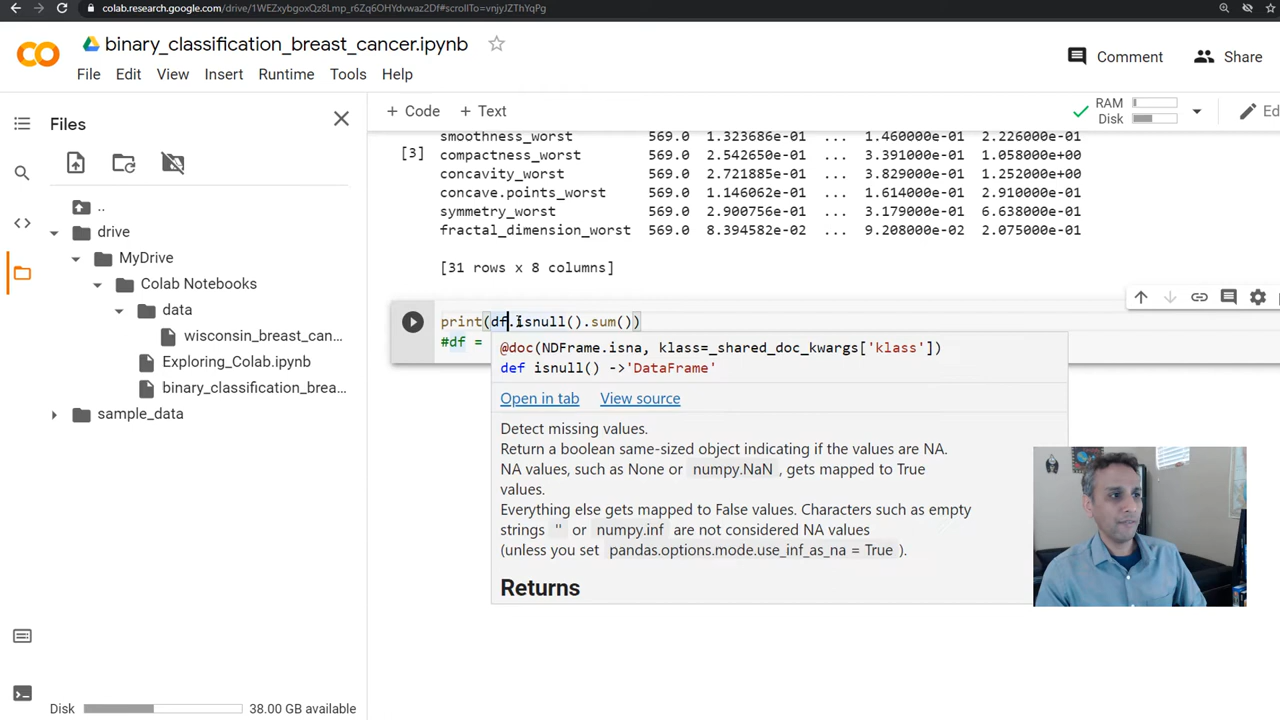 colab.research.google.com/drive/1WEZxybgoxQz8Lmp_r6Zq6OHYdvwaz2Df#scrollTo=vnjyJZThYqPg
CO
binary_classification_breast_cancer.ipynb
Comment
Share
File Edit View Insert Runtime Tools Help
+ Code + Text
RAM
Disk
Files
..
drive
MyDrive
Colab Notebooks
data
wisconsin_breast_can...
Exploring_Colab.ipynb
binary_classification_brea...
sample_data
Disk
38.00 GB available
smoothness_worst 569.0 1.323686e-01 ... 1.460000e-01 2.226000e-01
[3] compactness_worst 569.0 2.542650e-01 ... 3.391000e-01 1.058000e+00
concavity_worst 569.0 2.721885e-01 ... 3.829000e-01 1.252000e+00
concave.points_worst 569.0 1.146062e-01 ... 1.614000e-01 2.910000e-01
symmetry_worst 569.0 2.900756e-01 ... 3.179000e-01 6.638000e-01
fractal_dimension_worst 569.0 8.394582e-02 ... 9.208000e-02 2.075000e-01
[31 rows x 8 columns]
print(df.isnull().sum())
#df =
@doc(NDFrame.isna, klass=_shared_doc_kwargs['klass'])
def isnull() ->'DataFrame'
Open in tab View source
Detect missing values.
Return a boolean same-sized object indicating if the values are NA.
NA values, such as None or numpy.NaN , gets mapped to True
values.
Everything else gets mapped to False values. Characters such as empty
strings '' or numpy.inf are not considered NA values
(unless you set pandas.options.mode.use_inf_as_na = True ).
Returns